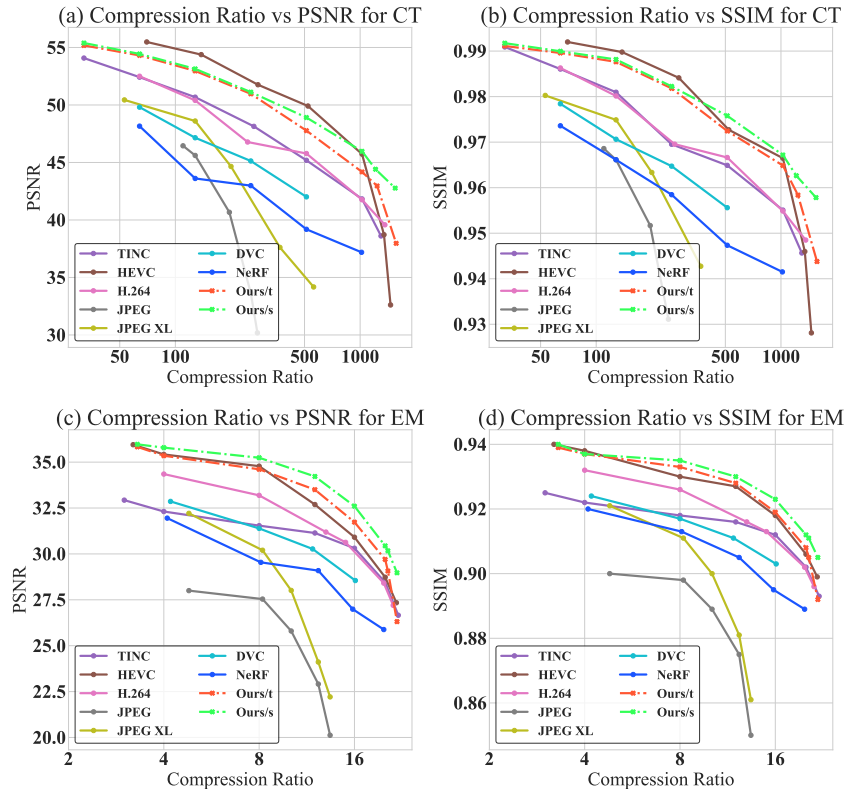 (a) Compression Ratio vs PSNR for CT
55
50
45
40
35
30
PSNR
TINC
HEVC
H.264
JPEG
JPEG XL
DVC
NeRF
Ours/t
Ours/s
50 100 500 1000
Compression Ratio
(b) Compression Ratio vs SSIM for CT
0.99
0.98
0.97
0.96
0.95
0.94
0.93
SSIM
TINC
HEVC
H.264
JPEG
JPEG XL
DVC
NeRF
Ours/t
Ours/s
50 100 500 1000
Compression Ratio
(c) Compression Ratio vs PSNR for EM
35.0
32.5
30.0
27.5
25.0
22.5
20.0
PSNR
TINC
HEVC
H.264
JPEG
JPEG XL
DVC
NeRF
Ours/t
Ours/s
2 4 8 16
Compression Ratio
(d) Compression Ratio vs SSIM for EM
0.94
0.92
0.90
0.88
0.86
SSIM
TINC
HEVC
H.264
JPEG
JPEG XL
DVC
NeRF
Ours/t
Ours/s
2 4 8 16
Compression Ratio